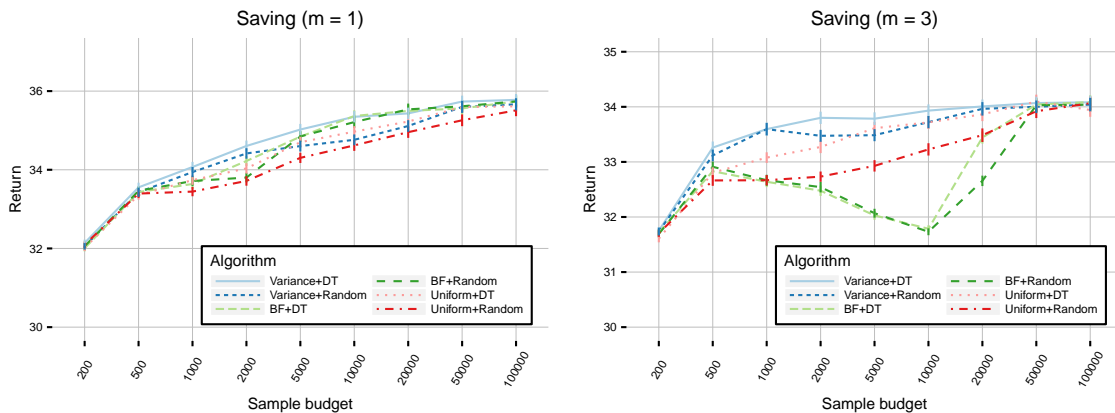 Saving (m = 1)
Return
36
35
34
33
32
31
30
Algorithm
Variance+DT
BF+Random
Variance+Random
Uniform+DT
BF+DT
Uniform+Random
200
500
1000
2000
5000
10000
20000
50000
100000
Sample budget
Saving (m = 3)
Return
35
34
33
32
31
30
Algorithm
Variance+DT
BF+Random
Variance+Random
Uniform+DT
BF+DT
Uniform+Random
200
500
1000
2000
5000
10000
20000
50000
100000
Sample budget